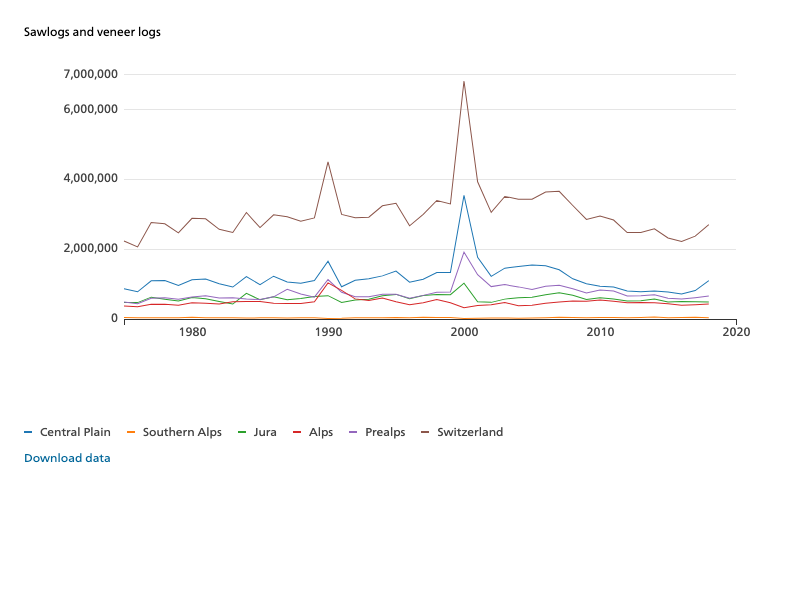 Sawlogs and veneer logs
7,000,000
6,000,000
4,000,000
2,000,000
0
1980 1990 2000 2010 2020
Central Plain Southern Alps Jura Alps Prealps Switzerland
Download data